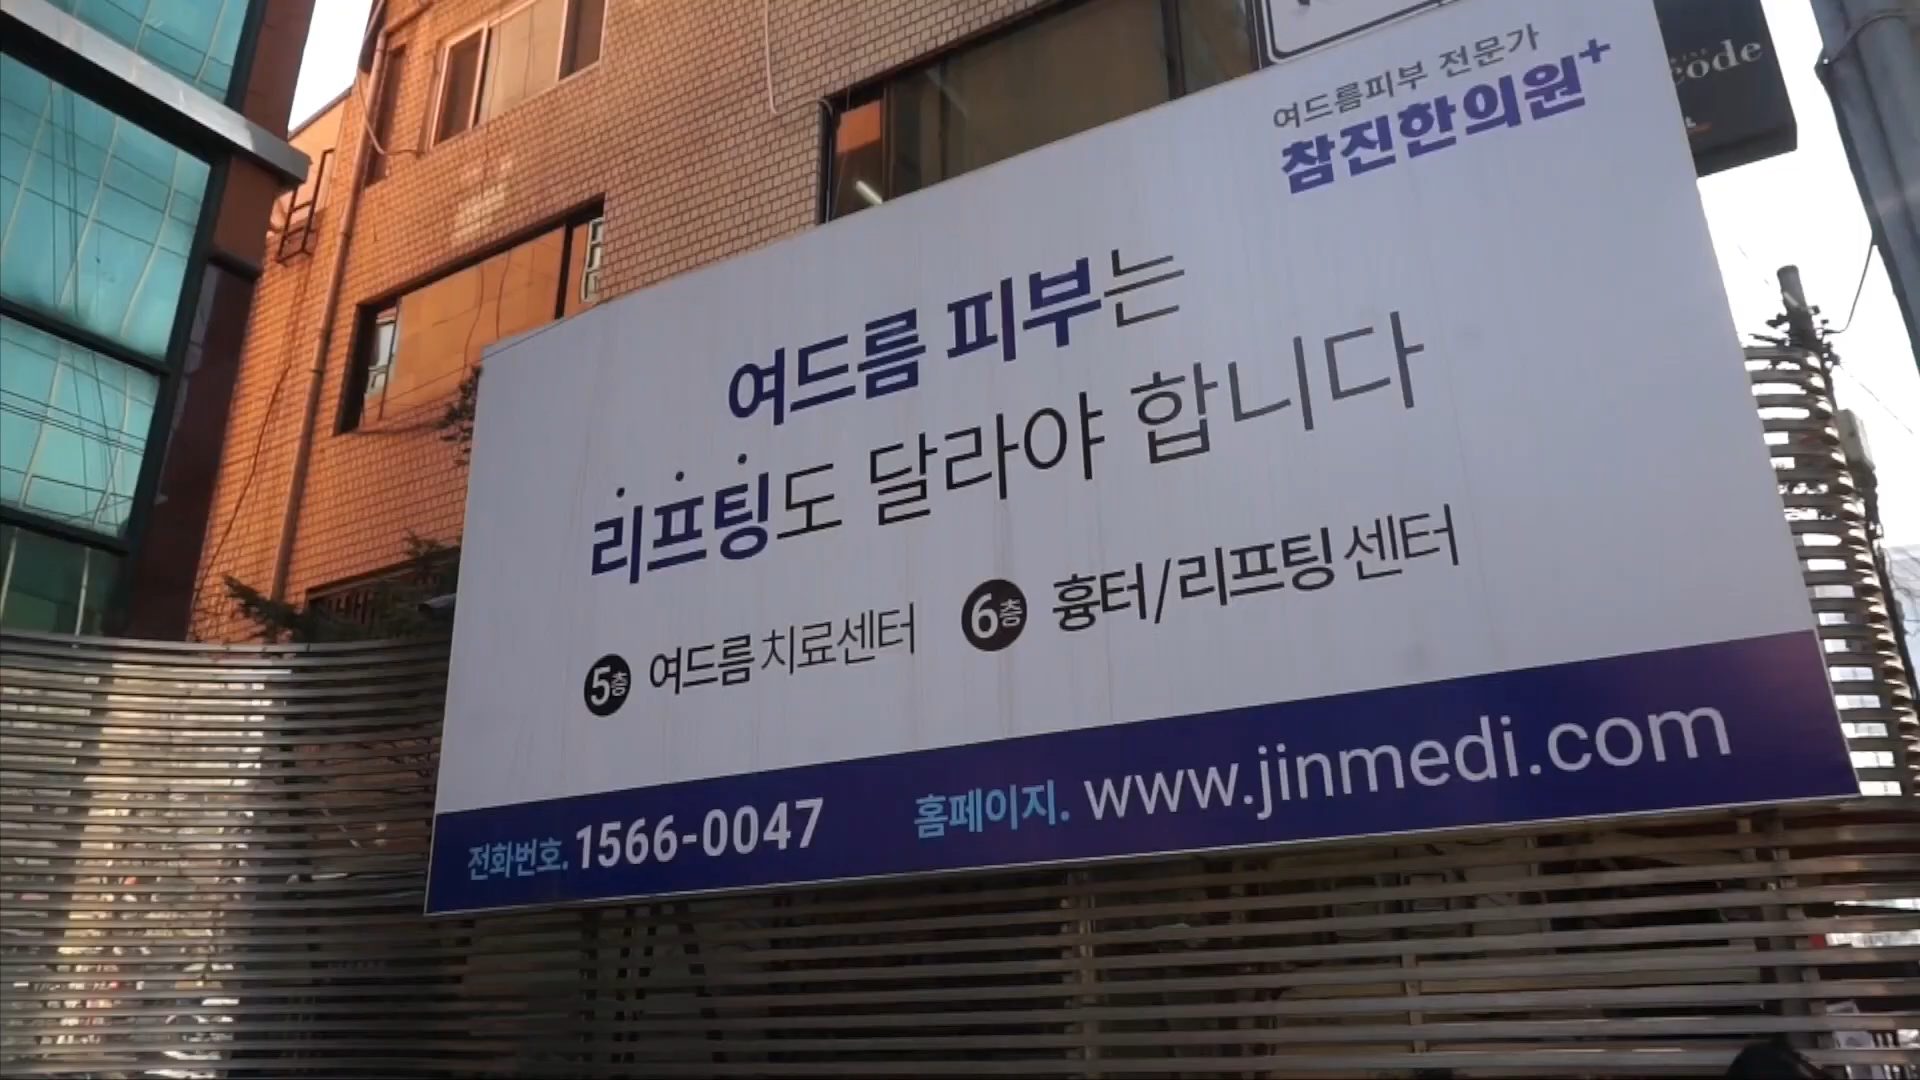 여드름피부 전문가
참진한의원+
여드름 피부는
리프팅도 달라야 합니다
5층 여드름 치료센터 6층 흉터/리프팅 센터
전화번호. 1566-0047 홈페이지. www.jinmedi.com